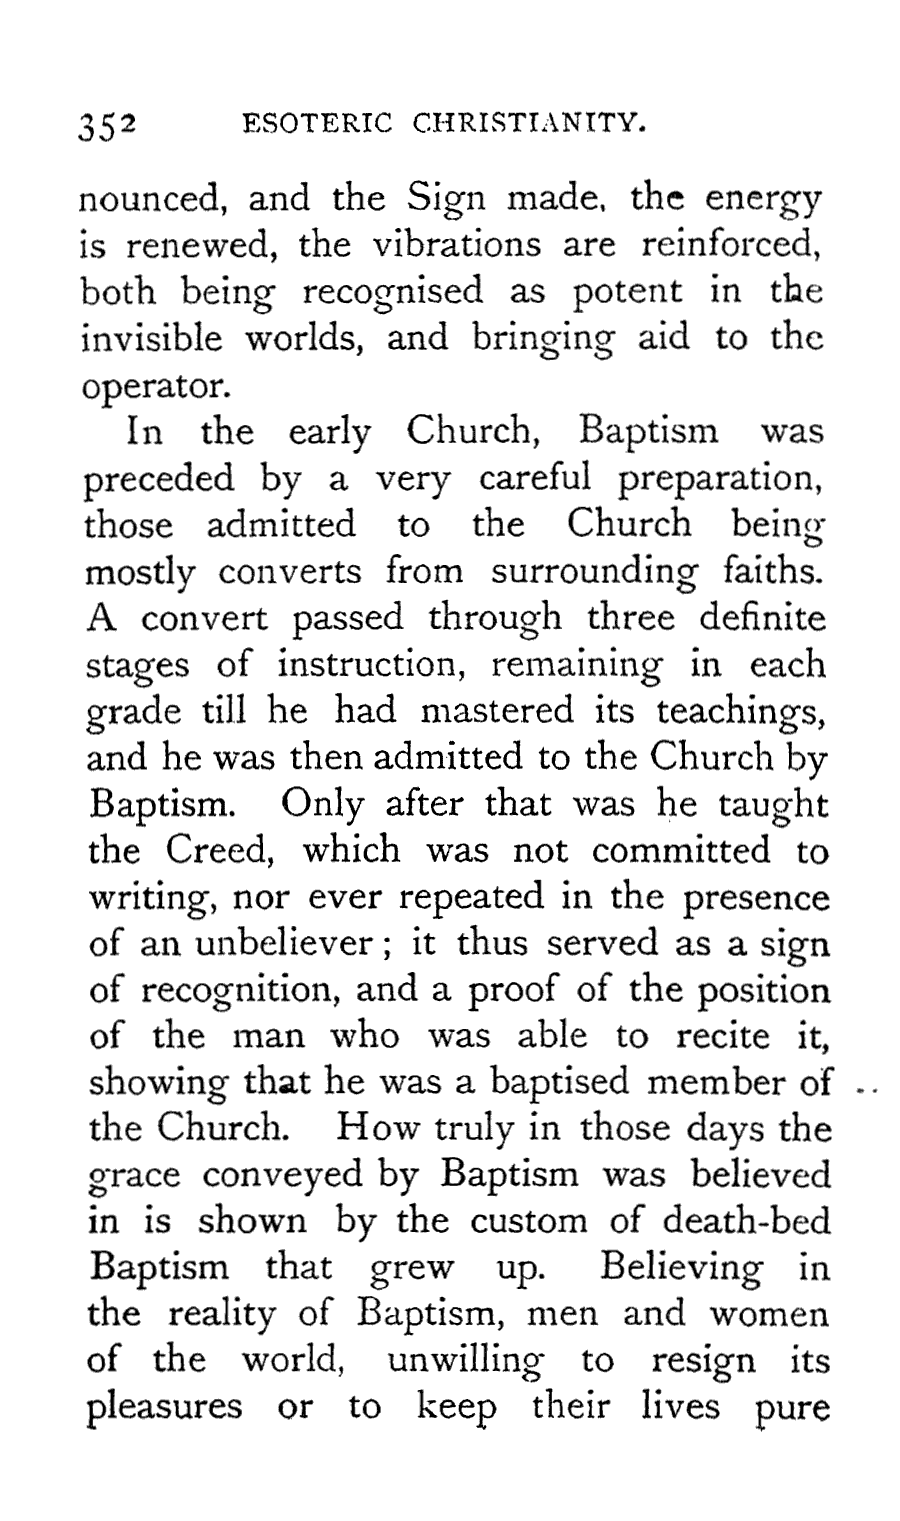 352 ESOTERIC CHRISTIANITY.
nounced, and the Sign made, the energy
is renewed, the vibrations are reinforced,
both being recognised as potent in the
invisible worlds, and bringing aid to the
operator.
In the early Church, Baptism was
preceded by a very careful preparation,
those admitted to the Church being
mostly converts from surrounding faiths.
A convert passed through three definite
stages of instruction, remaining in each
grade till he had mastered its teachings,
and he was then admitted to the Church by
Baptism. Only after that was he taught
the Creed, which was not committed to
writing, nor ever repeated in the presence
of an unbeliever ; it thus served as a sign
of recognition, and a proof of the position
of the man who was able to recite it,
showing that he was a baptised member of
the Church. How truly in those days the
grace conveyed by Baptism was believed
in is shown by the custom of death-bed
Baptism that grew up. Believing in
the reality of Baptism, men and women
of the world, unwilling to resign its
pleasures or to keep their lives pure